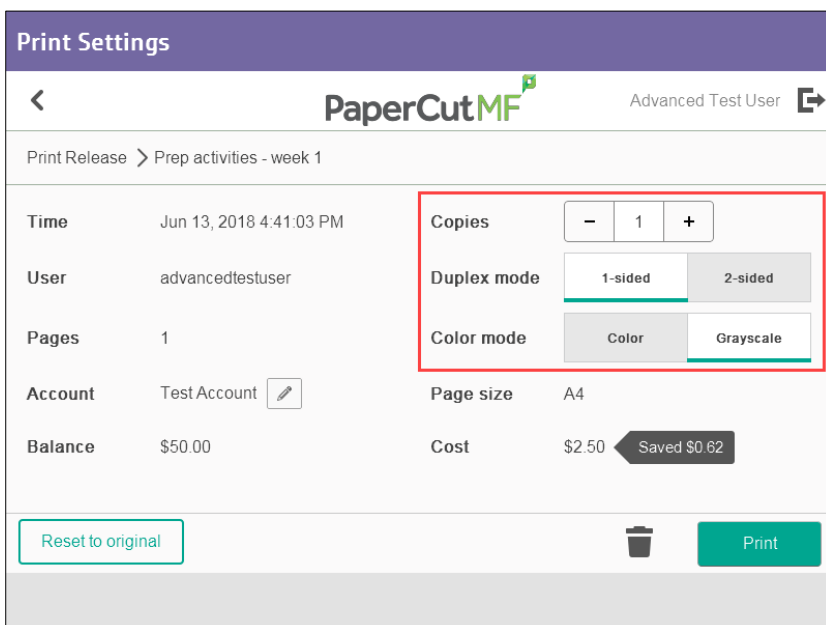 Print Settings
PaperCutMF
Advanced Test User
Print Release > Prep activities - week 1
Time Jun 13, 2018 4:41:03 PM
Copies - 1 +
User advancedtestuser
Duplex mode 1-sided 2-sided
Pages 1
Color mode Color Grayscale
Account Test Account
Page size A4
Balance $50.00
Cost $2.50 Saved $0.62
Reset to original
Print